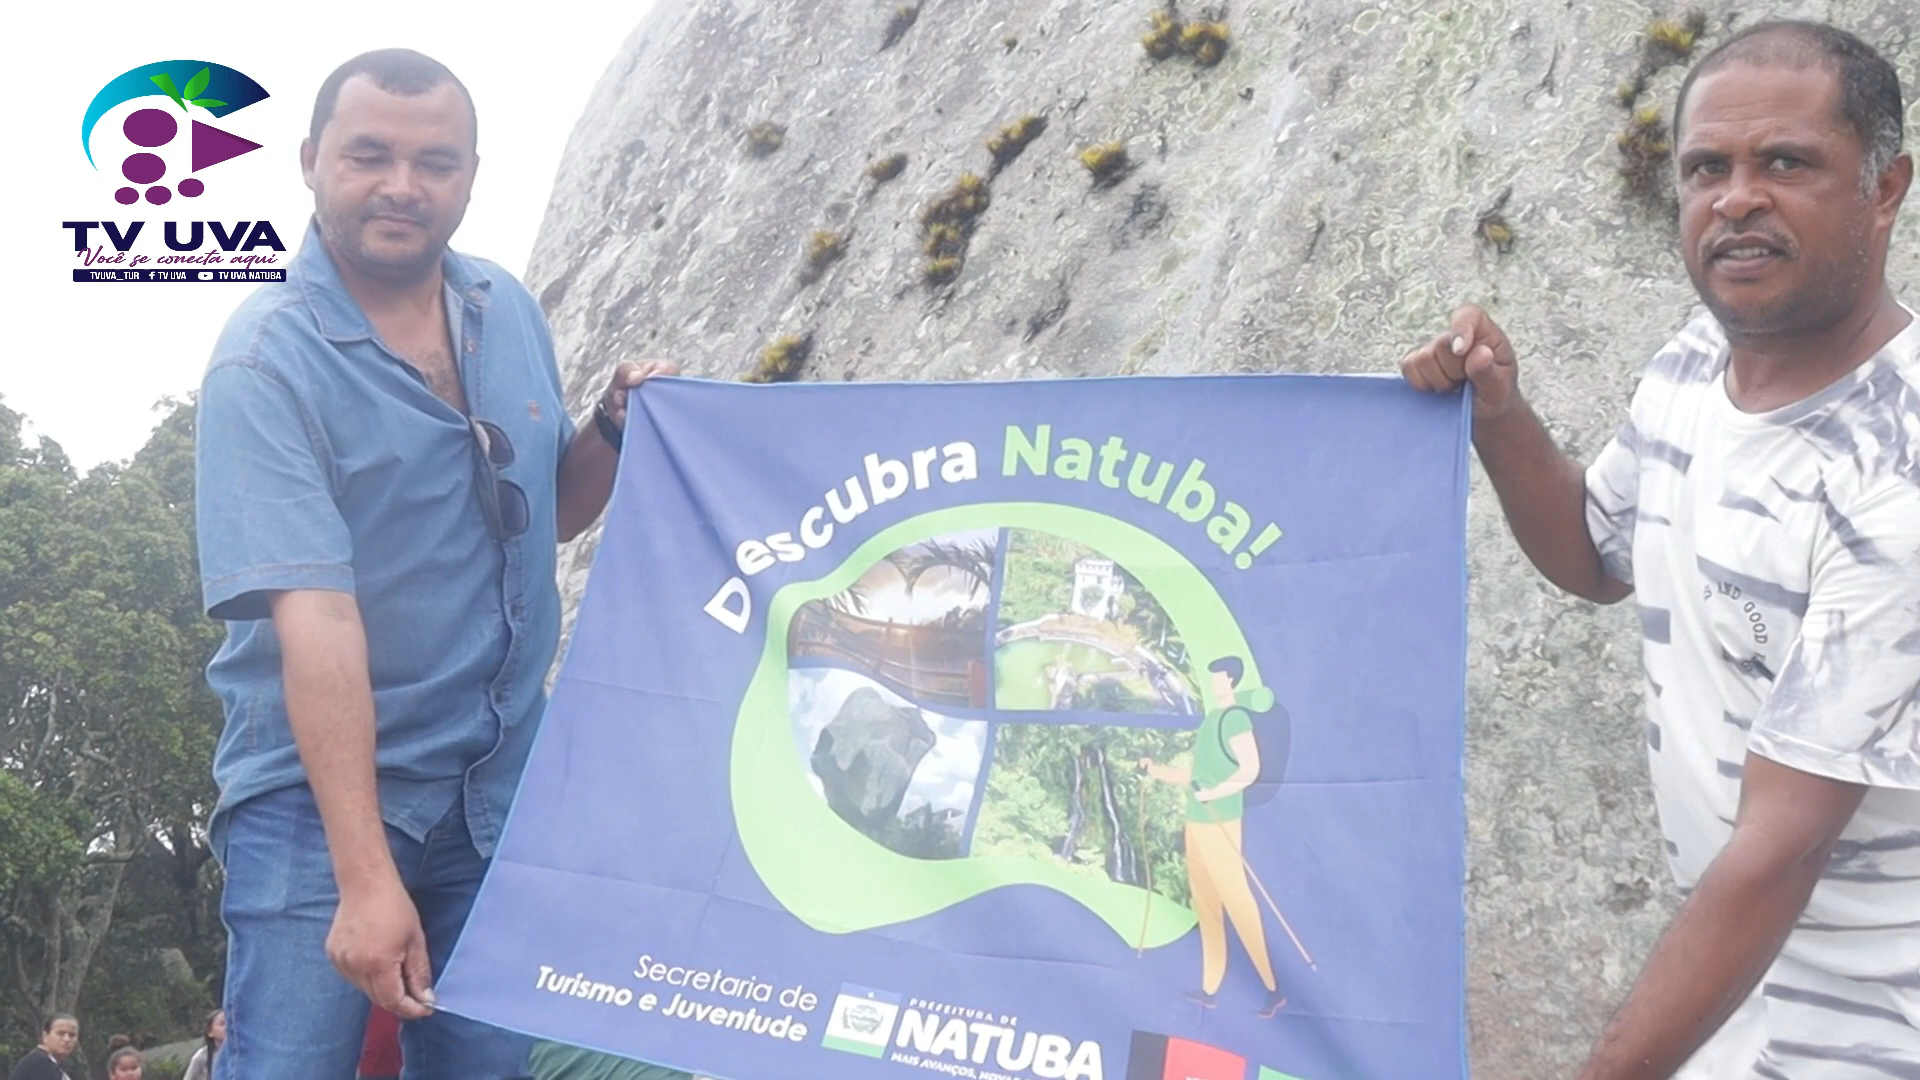 TV UVA
Você se conecta aqui
TVUVA_TUR TV UVA TV UVA NATUBA
Descubra Natuba!
AND GOOD
Secretaria de
Turismo e Juventude
PREFEITURA DE
NATUBA
MAIS AVANÇOS, NOVAS